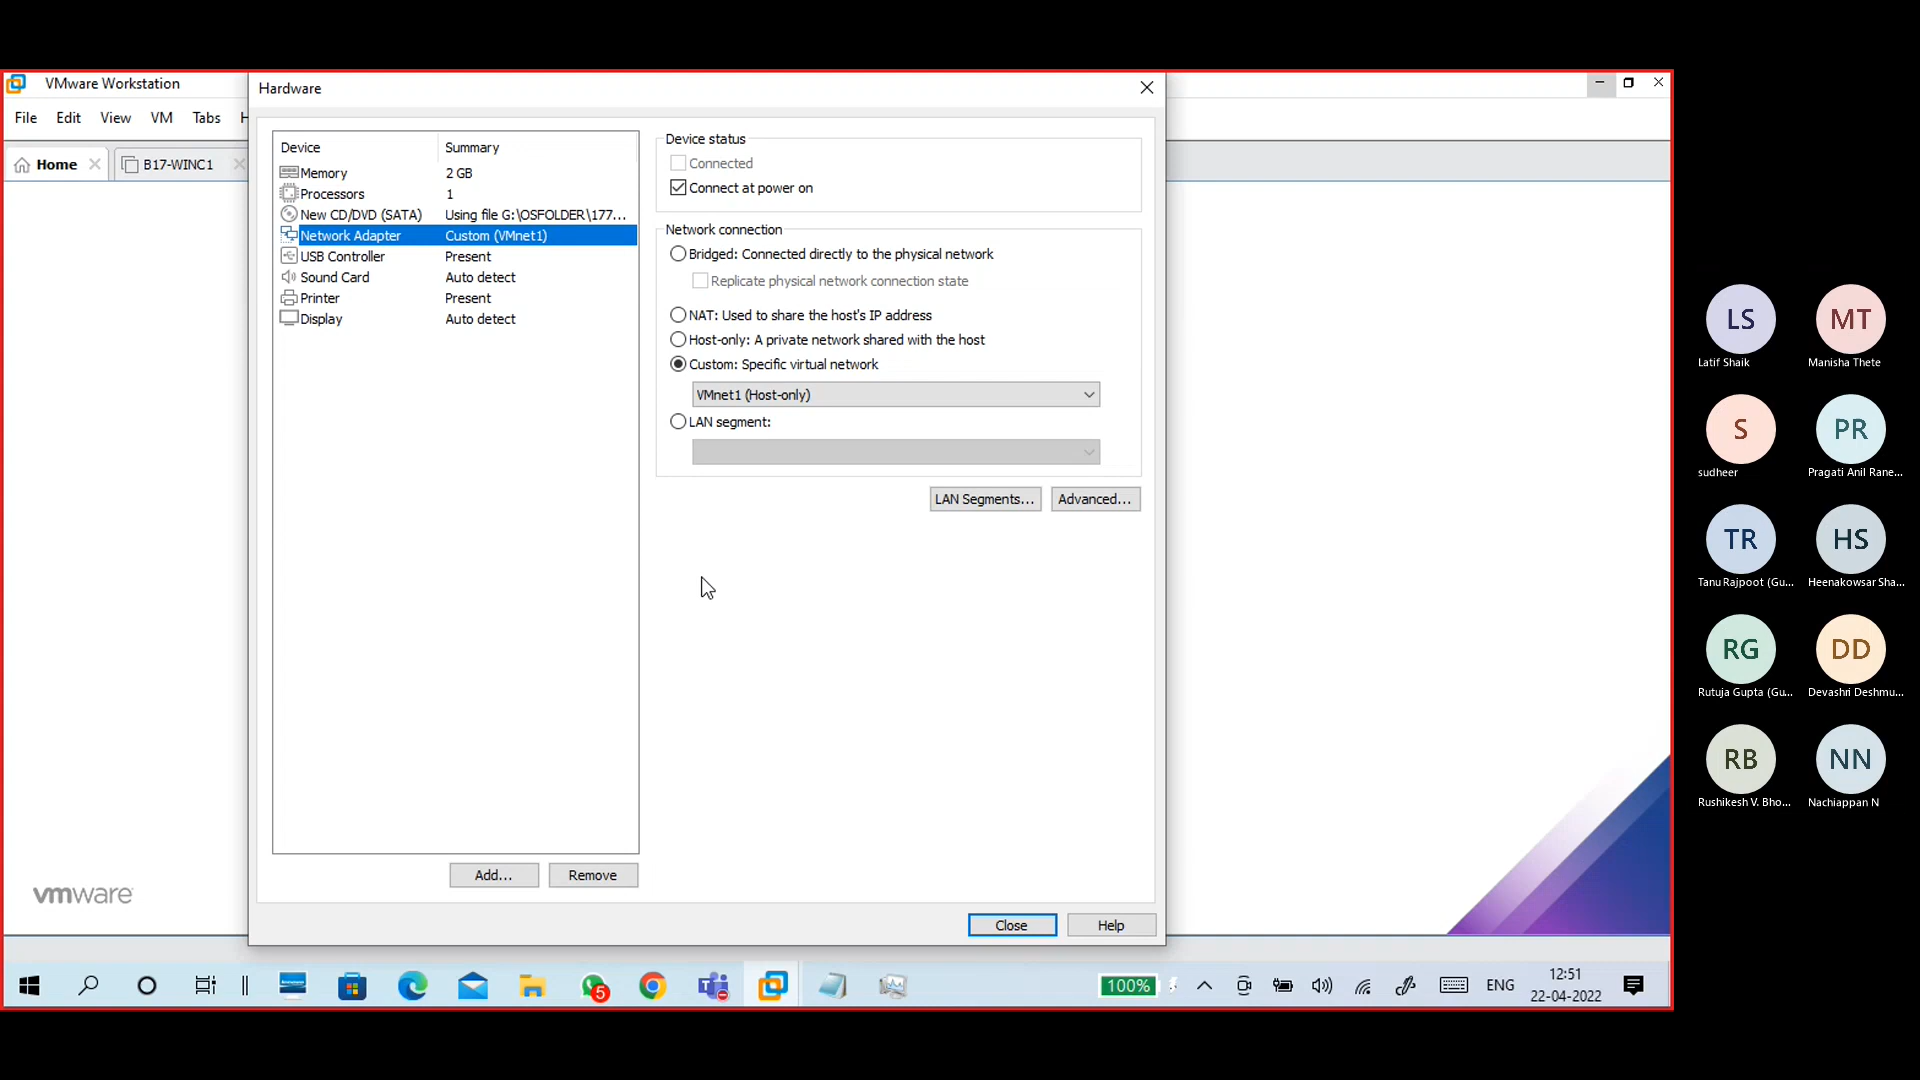 VMware Workstation
File Edit View VM Tabs H
Home B17-WINC1
Hardware
Device Summary
Memory 2 GB
Processors 1
New CD/DVD (SATA) Using file G:\OSFOLDER\177...
Network Adapter Custom (VMnet1)
USB Controller Present
Sound Card Auto detect
Printer Present
Display Auto detect
Add... Remove
Device status
Connected
Connect at power on
Network connection
Bridged: Connected directly to the physical network
Replicate physical network connection state
NAT: Used to share the host's IP address
Host-only: A private network shared with the host
Custom: Specific virtual network
VMnet1 (Host-only)
LAN segment:
LAN Segments... Advanced...
Close Help
vmware
5
T
100%
ENG
12:51
22-04-2022
LS MT
Latif Shaik Manisha Thete
S PR
sudheer Pragati Anil Rane...
TR HS
Tanu Rajpoot (Gu... Heenakowsar Sha...
RG DD
Rutuja Gupta (Gu... Devashri Deshmu...
RB NN
Rushikesh V. Bho... Nachiappan N